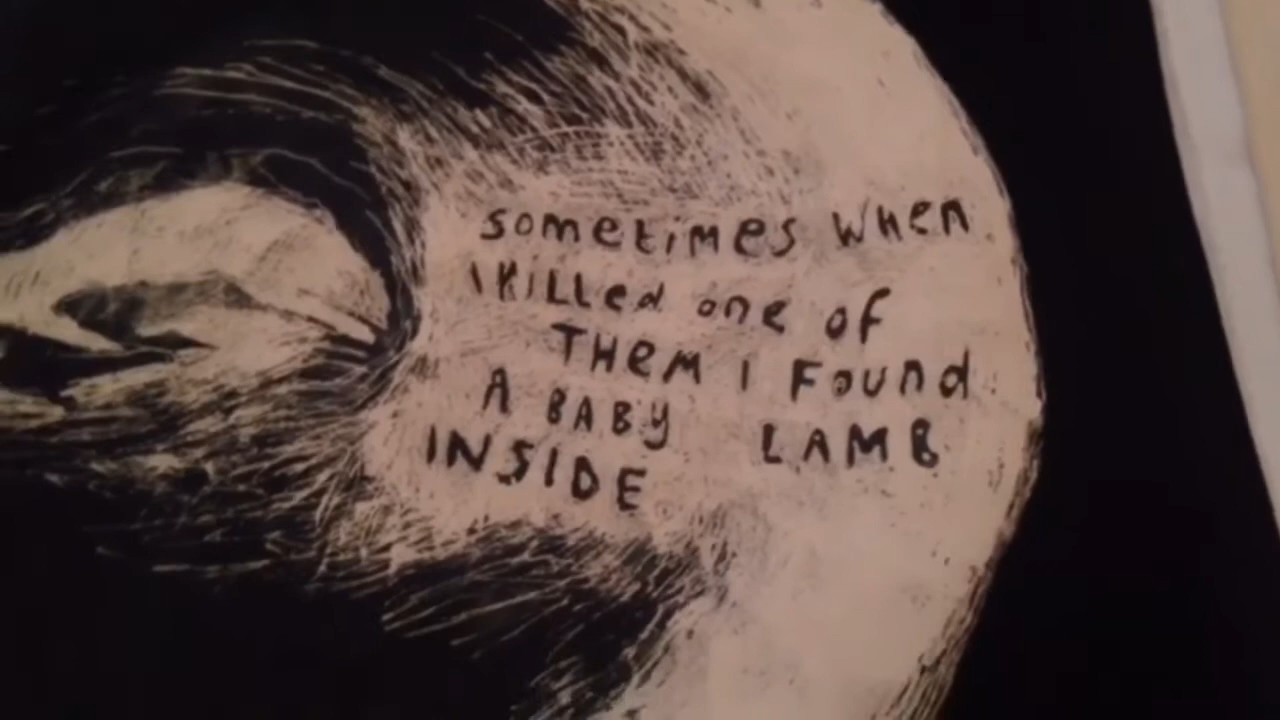 sometimes when
I KILLed one of
THem I Found
A BABY LAMB
INSIDE